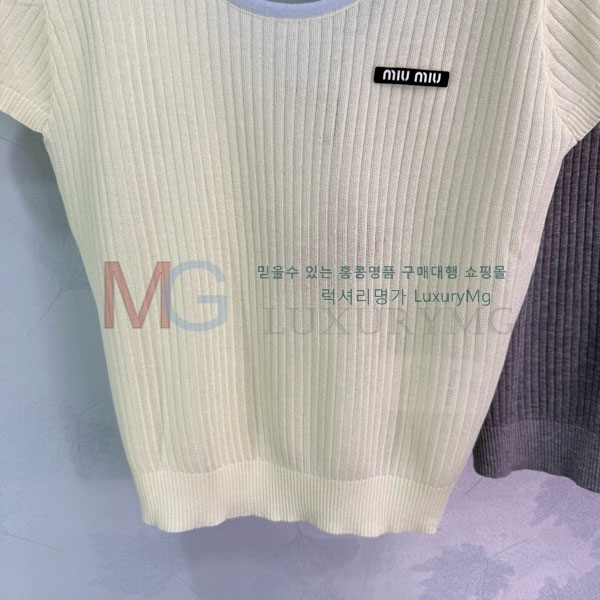 miu miu
믿을수 있는 홍콩명품 구매대행 쇼핑몰
MG
럭셔리명가 LuxuryMg
LUXURYMG